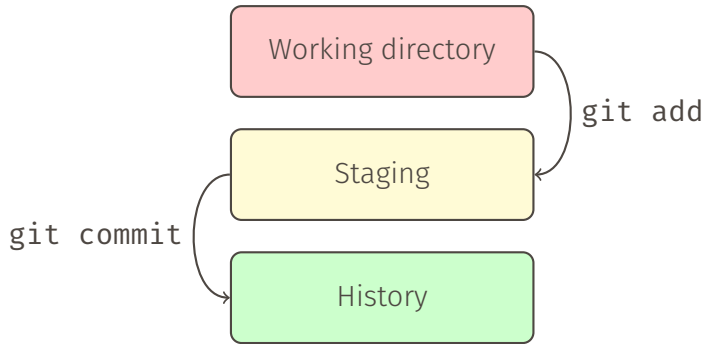 Working directory
git add
Staging
git commit
History